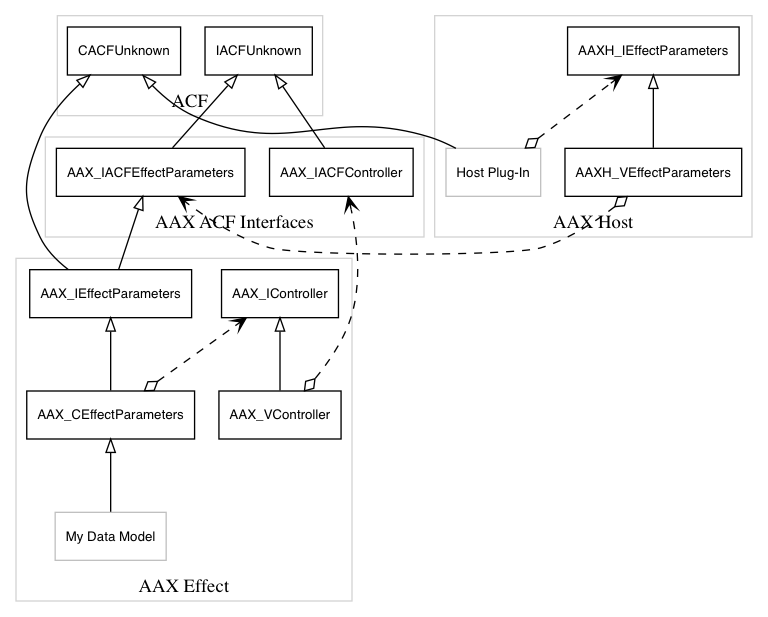 CACFUnknown
IACFUnknown
AAXH_IEffectParameters
ACF
AAX_IACFEffectParameters
AAX_IACFController
Host Plug-In
AAXH_VEffectParameters
AAX ACF Interfaces
AAX Host
AAX_IEffectParameters
AAX_IController
AAX_CEffectParameters
AAX_VController
My Data Model
AAX Effect